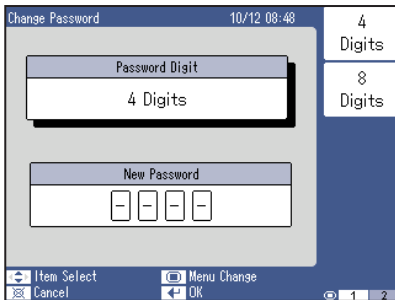 Change Password 10/12 08:48
4
Digits
8
Digits
Password Digit
4 Digits
New Password
- - - -
Item Select Menu Change
Cancel OK
1 2